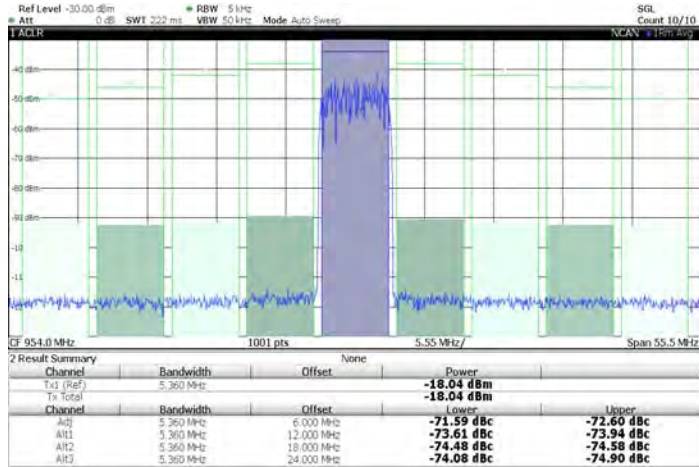 Ref Level -30.00 dBm RBW 5 kHz SGL
Att 0 dB SWT 222 ms VBW 50 kHz Mode Auto Sweep Count 10/10
1 ACLR NCAN 1Rm Avg
-40 dBm
-50 dBm
-60 dBm
-70 dBm
-80 dBm
-90 dBm
-10
-11
CF 954.0 MHz 1001 pts 5.55 MHz/ Span 55.5 MHz
2 Result Summary None
Channel Bandwidth Offset Power
Tx1 (Ref) 5.360 MHz -18.04 dBm
Tx Total -18.04 dBm
Channel Bandwidth Offset Lower Upper
Adj 5.360 MHz 6.000 MHz -71.59 dBc -72.60 dBc
Alt1 5.360 MHz 12.000 MHz -73.61 dBc -73.94 dBc
Alt2 5.360 MHz 18.000 MHz -74.48 dBc -74.58 dBc
Alt3 5.360 MHz 24.000 MHz -74.08 dBc -74.90 dBc